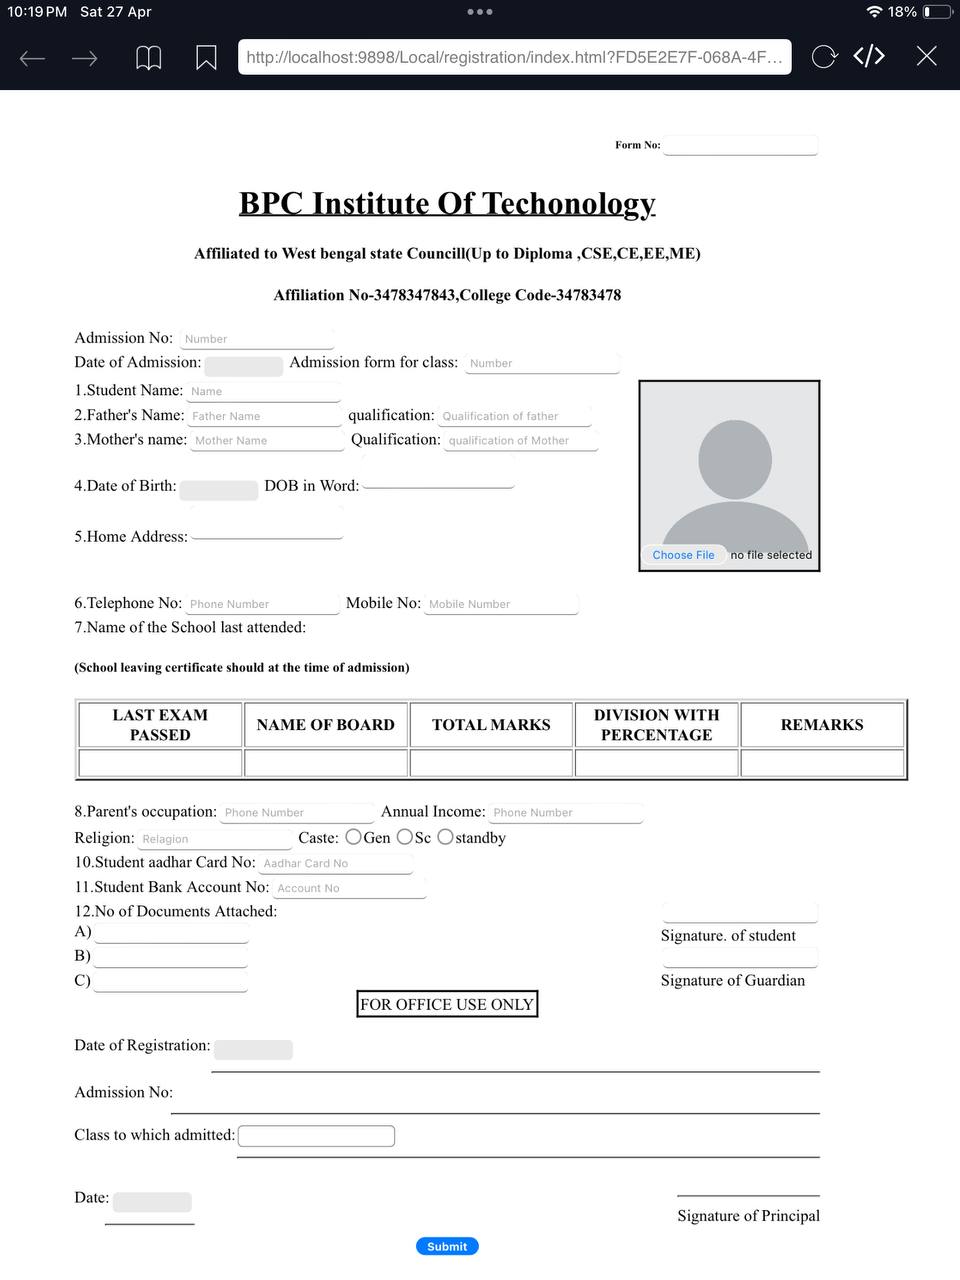 10:19 PM Sat 27 Apr
18%
http://localhost:9898/Local/registration/index.html?FD5E2E7F-068A-4F...
Form No:
BPC Institute Of Techonology
Affiliated to West bengal state Councill(Up to Diploma ,CSE,CE,EE,ME)
Affiliation No-3478347843,College Code-34783478
Admission No: Number
Date of Admission: Admission form for class: Number
1.Student Name: Name
2.Father's Name: Father Name qualification: Qualification of father
3.Mother's name: Mother Name Qualification: qualification of Mother
4.Date of Birth: DOB in Word:
5.Home Address:
Choose File no file selected
6.Telephone No: Phone Number Mobile No: Mobile Number
7.Name of the School last attended:
(School leaving certificate should at the time of admission)
LAST EXAM PASSED NAME OF BOARD TOTAL MARKS DIVISION WITH PERCENTAGE REMARKS
8.Parent's occupation: Phone Number Annual Income: Phone Number
Religion: Relagion Caste: Gen Sc standby
10.Student aadhar Card No: Aadhar Card No
11.Student Bank Account No: Account No
12.No of Documents Attached:
A)
Signature. of student
B)
C)
Signature of Guardian
FOR OFFICE USE ONLY
Date of Registration:
Admission No:
Class to which admitted:
Date:
Signature of Principal
Submit